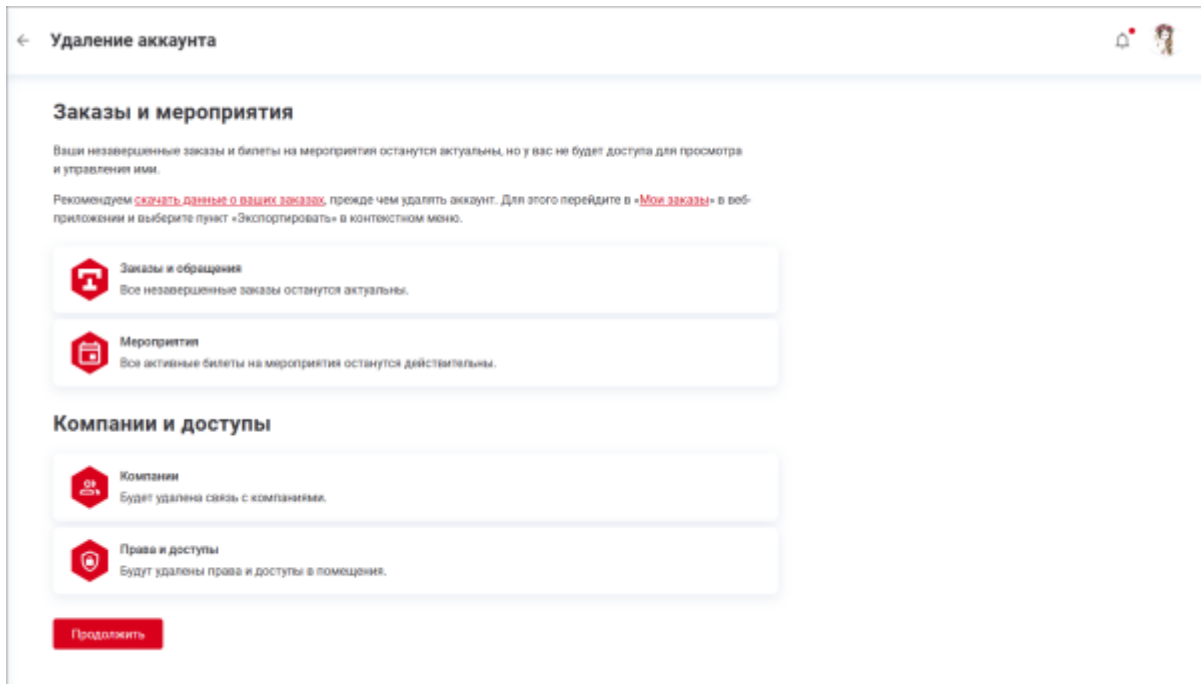 Удаление аккаунта
Заказы и мероприятия
Ваши незавершенные заказы и билеты на мероприятия останутся актуальны, но у вас не будет доступа для просмотра
и управления ими.
Рекомендуем скачать данные о ваших заказах, прежде чем удалять аккаунт. Для этого перейдите в «Мои заказы» в веб-
приложении и выберите пункт «Экспортировать» в контекстном меню.
Заказы и обращения
Все незавершенные заказы останутся актуальны.
Мероприятия
Все активные билеты на мероприятия останутся действительны.
Компании и доступы
Компании
Будет удалена связь с компаниями.
Права и доступы
Будут удалены права и доступы в помещения.
Продолжить